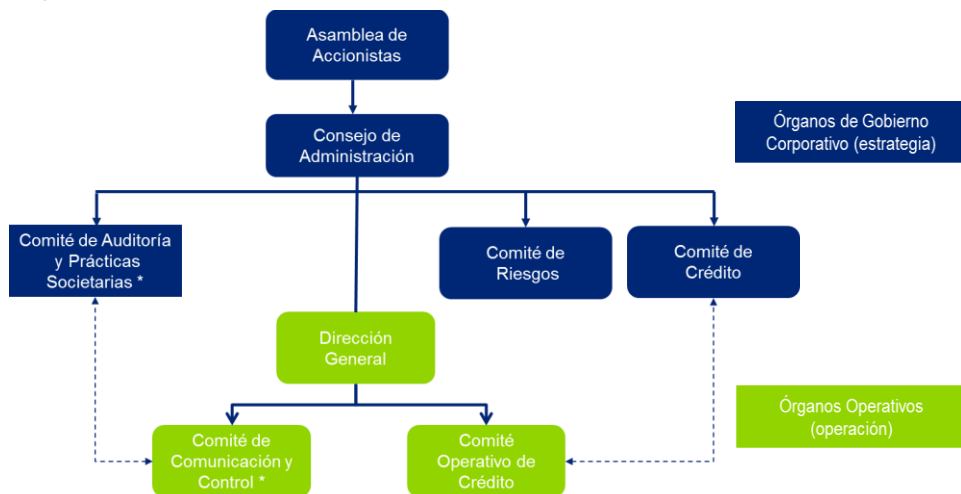 Asamblea de
Accionistas
Consejo de
Administración
Órganos de Gobierno
Corporativo (estrategia)
Comité de Auditoría
y Prácticas
Societarias *
Comité de
Riesgos
Comité de
Crédito
Dirección
General
Órganos Operativos
(operación)
Comité de
Comunicación y
Control *
Comité
Operativo de
Crédito